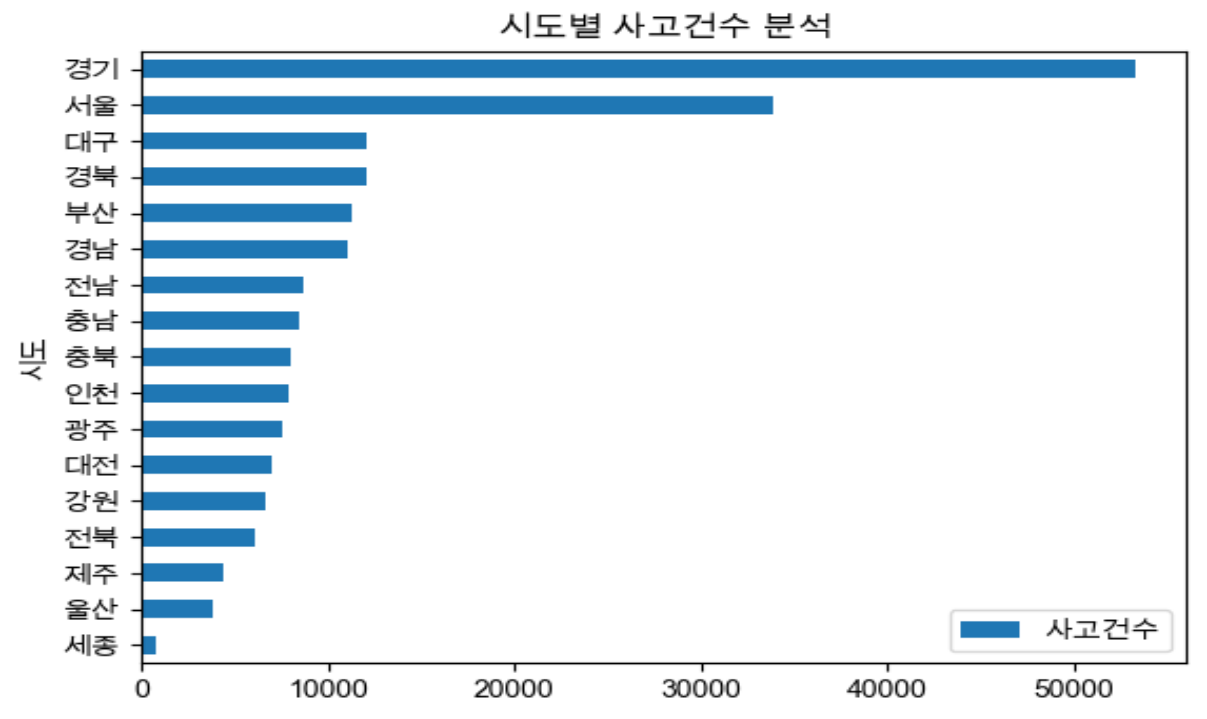 시도별 사고건수 분석
경기
서울
대구
경북
부산
경남
전남
충남
충북
인천
광주
대전
강원
전북
제주
울산
세종
시도
사고건수
0 10000 20000 30000 40000 50000